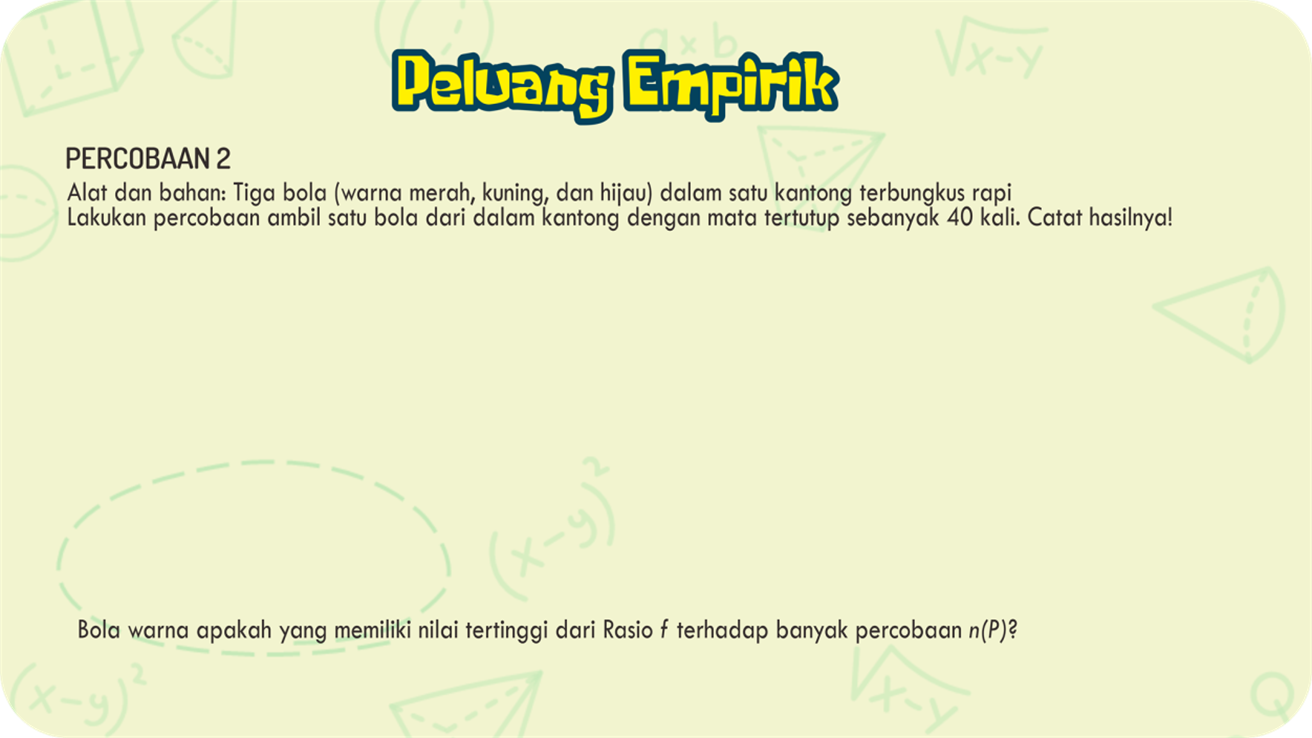 a x b
√x-y
Peluang Empirik
PERCOBAAN 2
Alat dan bahan: Tiga bola (warna merah, kuning, dan hijau) dalam satu kantong terbungkus rapi
Lakukan percobaan ambil satu bola dari dalam kantong dengan mata tertutup sebanyak 40 kali. Catat hasilnya!
(x-y)²
Bola warna apakah yang memiliki nilai tertinggi dari Rasio f terhadap banyak percobaan n(P)?
(x-y)²
√x-y